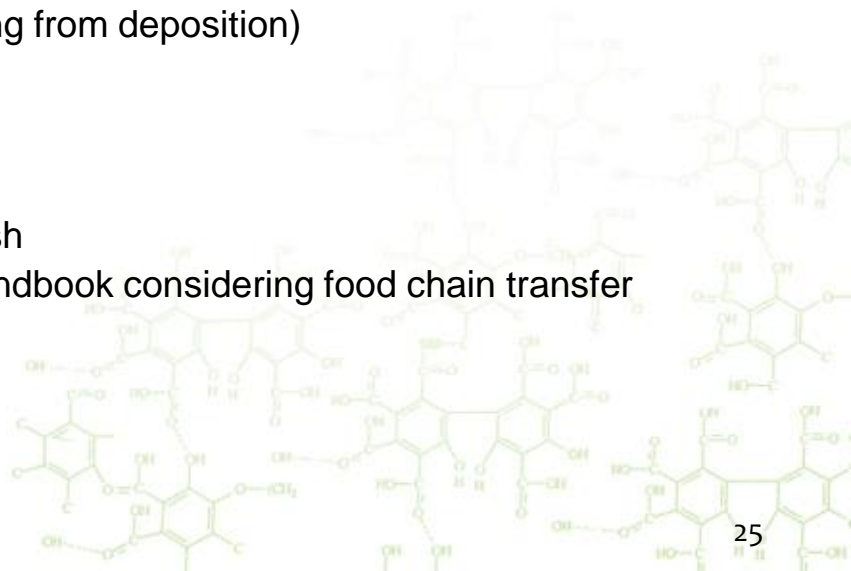 ng from deposition)
sh
ndbook considering food chain transfer
25